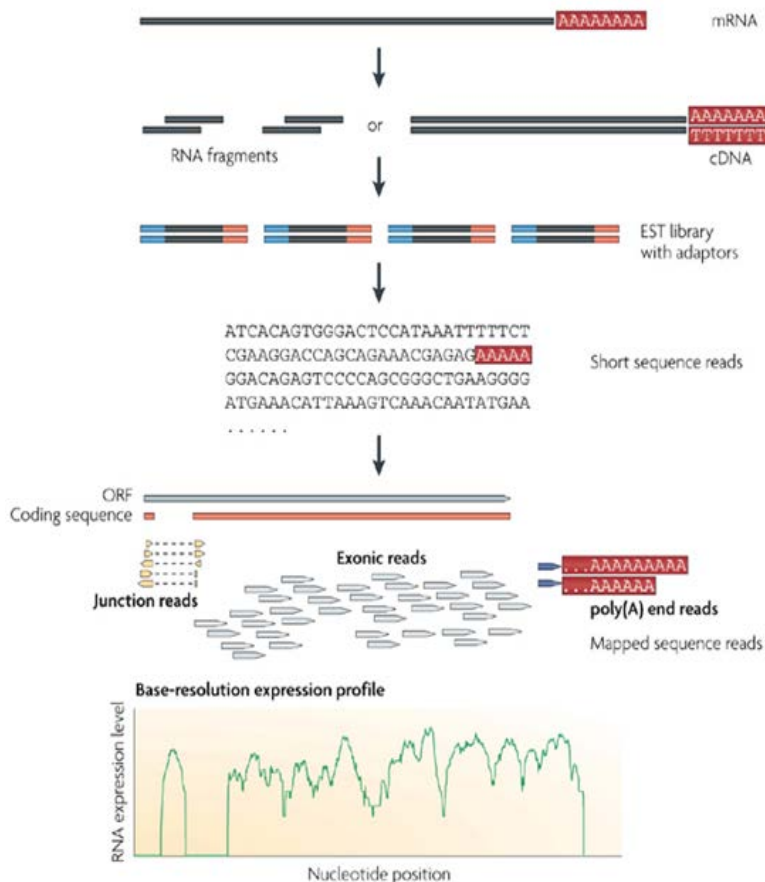 AAAAAAAA mRNA
AAAAAAA
or
TTTTTTT
RNA fragments
cDNA
EST library
with adaptors
ATCACAGTGGGACTCCATAAATTTTTCT
CGAAGGACCAGCAGAAACGAGAGAAAAA
Short sequence reads
GGACAGAGTCCCCAGCGGGCTGAAGGGG
ATGAAACATTAAAGTCAAACAATATGAA
......
ORF
Coding sequence
Exonic reads
...AAAAAAAAA
...AAAAAA
Junction reads
poly(A) end reads
Mapped sequence reads
Base-resolution expression profile
RNA expression level
Nucleotide position